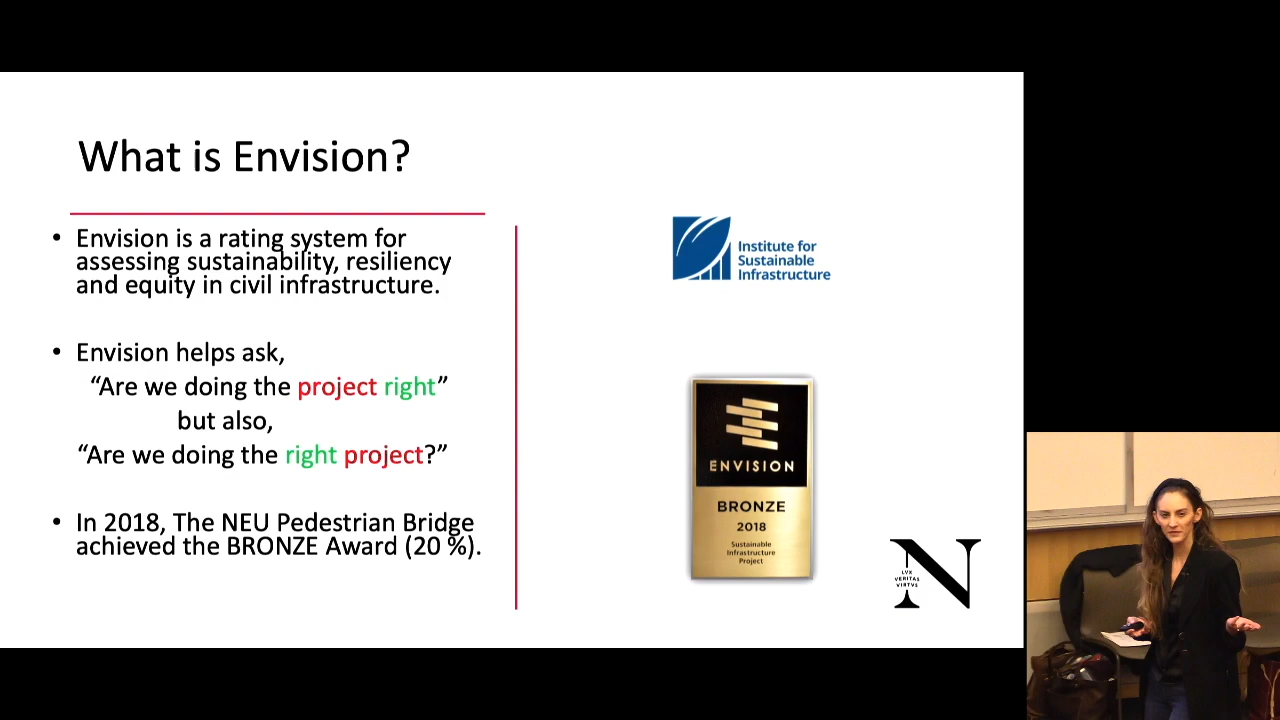 What is Envision?
• Envision is a rating system for
assessing sustainability, resiliency
and equity in civil infrastructure.
• Envision helps ask,
“Are we doing the project right”
but also,
“Are we doing the right project?”
• In 2018, The NEU Pedestrian Bridge
achieved the BRONZE Award (20 %).
Institute for
Sustainable
Infrastructure
ENVISION
BRONZE
2018
Sustainable
Infrastructure
Project
N
LVX
VERITAS
VIRTVS